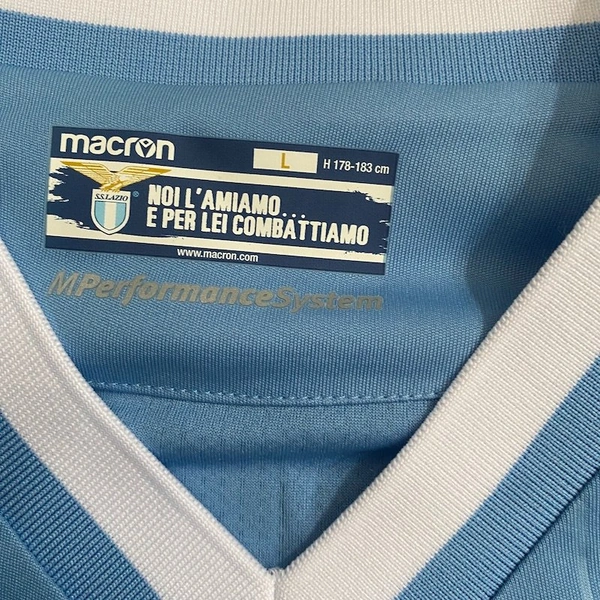 macron
L
H 178-183 cm
S.S.LAZIO
NOI L'AMIAMO...
E PER LEI COMBATTIAMO
www.macron.com
MPerformanceSystem